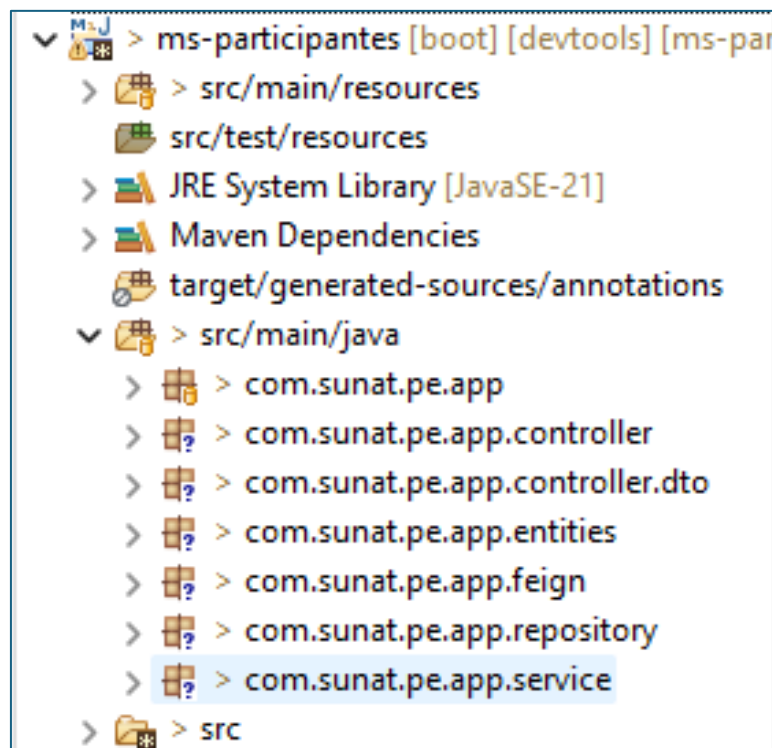 > ms-participantes [boot] [devtools] [ms-par
> src/main/resources
src/test/resources
JRE System Library [JavaSE-21]
Maven Dependencies
target/generated-sources/annotations
> src/main/java
> com.sunat.pe.app
> com.sunat.pe.app.controller
> com.sunat.pe.app.controller.dto
> com.sunat.pe.app.entities
> com.sunat.pe.app.feign
> com.sunat.pe.app.repository
> com.sunat.pe.app.service
> src